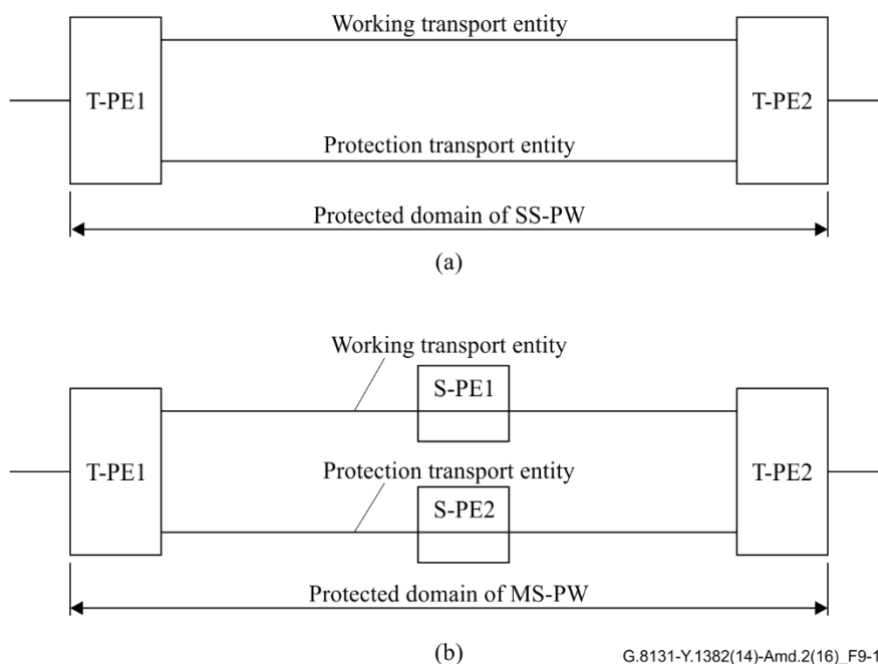 Working transport entity
T-PE1
T-PE2
Protection transport entity
Protected domain of SS-PW
(a)
Working transport entity
S-PE1
T-PE1
Protection transport entity
T-PE2
S-PE2
Protected domain of MS-PW
(b)
G.8131-Y.1382(14)-Amd.2(16)_F9-1